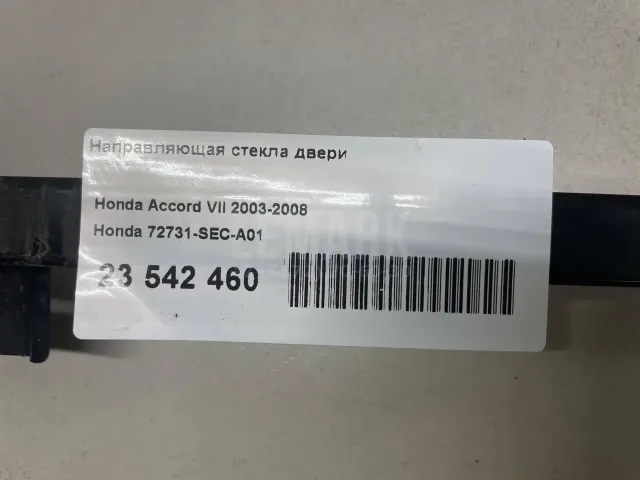 Направляющая стекла двери
Honda Accord VII 2003-2008
Honda 72731-SEC-A01
23 542 460